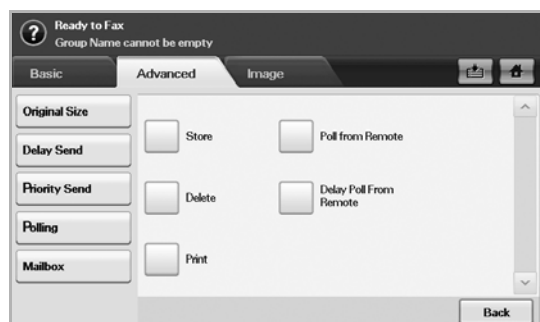 ?
Ready to Fax
Group Name cannot be empty
Basic
Advanced
Image
Original Size
Delay Send
Priority Send
Polling
Mailbox
Store
Poll from Remote
Delete
Delay Poll From
Remote
Print
Back